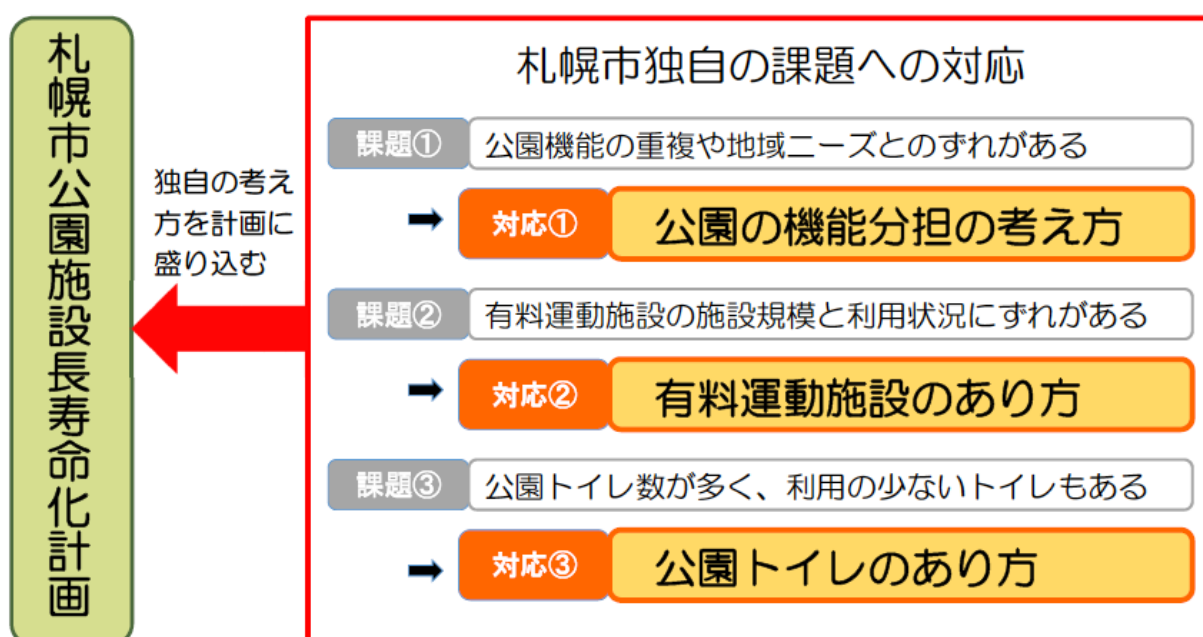 札幌市公園施設長寿命化計画
独自の考え
方を計画に
盛り込む
札幌市独自の課題への対応
課題① 公園機能の重複や地域ニーズとのずれがある
➡ 対応① 公園の機能分担の考え方
課題② 有料運動施設の施設規模と利用状況にずれがある
➡ 対応② 有料運動施設のあり方
課題③ 公園トイレ数が多く、利用の少ないトイレもある
➡ 対応③ 公園トイレのあり方